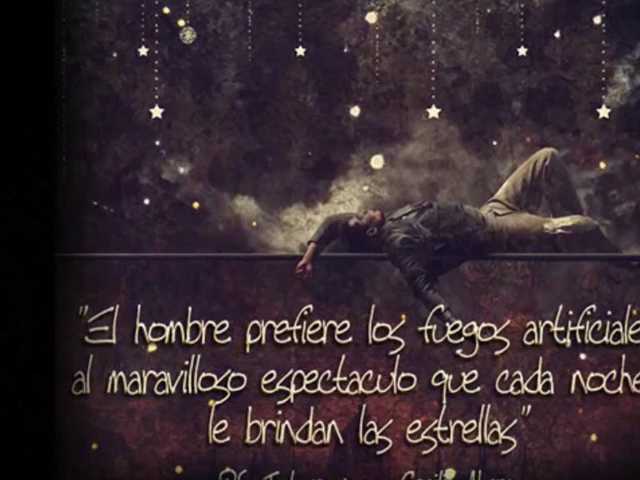 "El hombre prefiere los fuegos artificiale
al maravilloso espectaculo que cada noche
le brindan las estrellas"